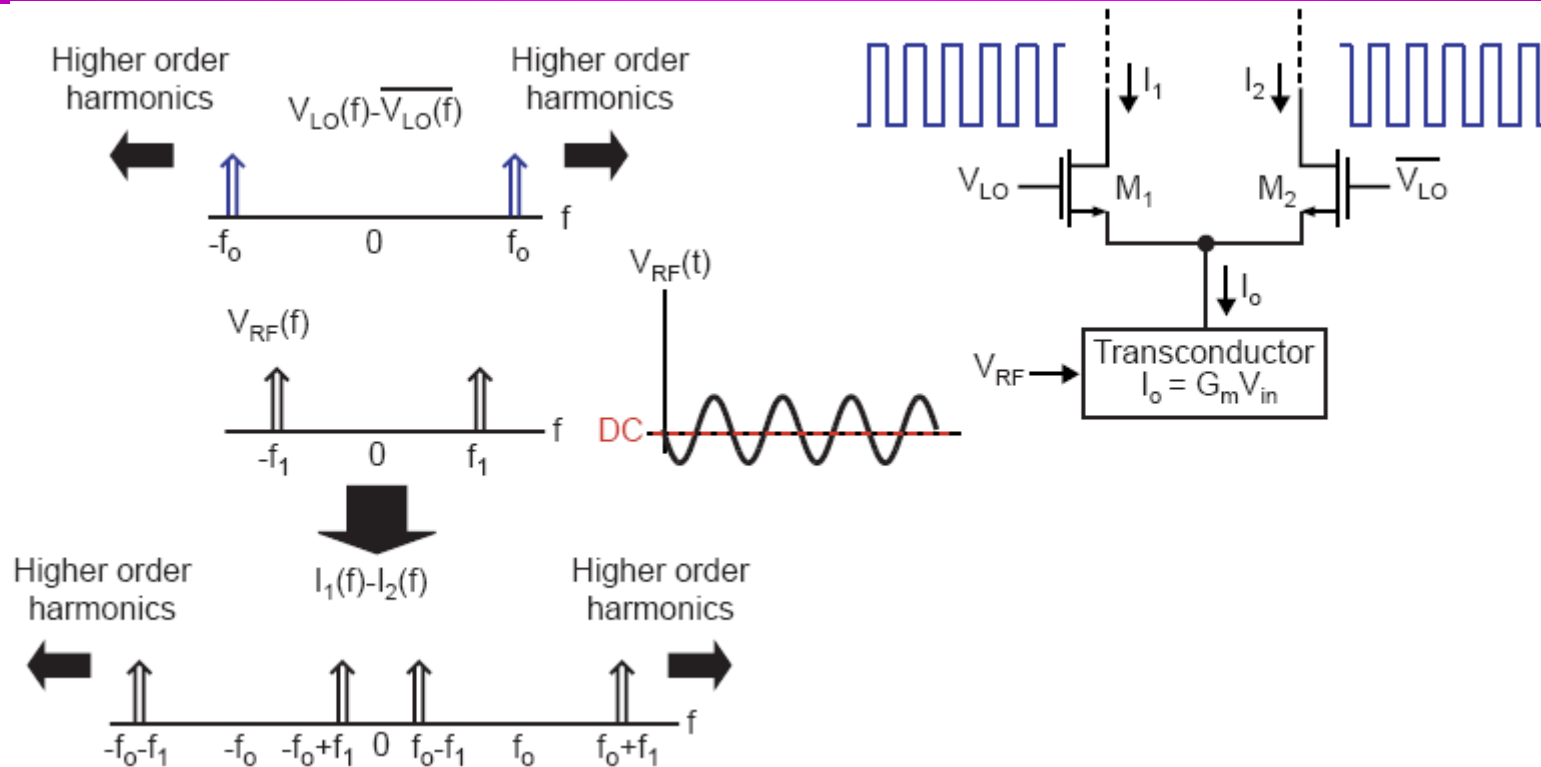 Higher order
harmonics
V_LO(f)-V̅_L̅O̅(̅f̅)̅
Higher order
harmonics
-f_o 0 f_o f
V_RF(f)
-f_1 0 f_1 f
V_RF(t)
DC
I_1(f)-I_2(f)
Higher order
harmonics
Higher order
harmonics
-f_o-f_1 -f_o -f_o+f_1 0 f_o-f_1 f_o f_o+f_1 f
I_1 I_2
V_LO M_1 M_2 V̅_L̅O̅
I_o
V_RF
Transconductor
I_o = G_mV_in